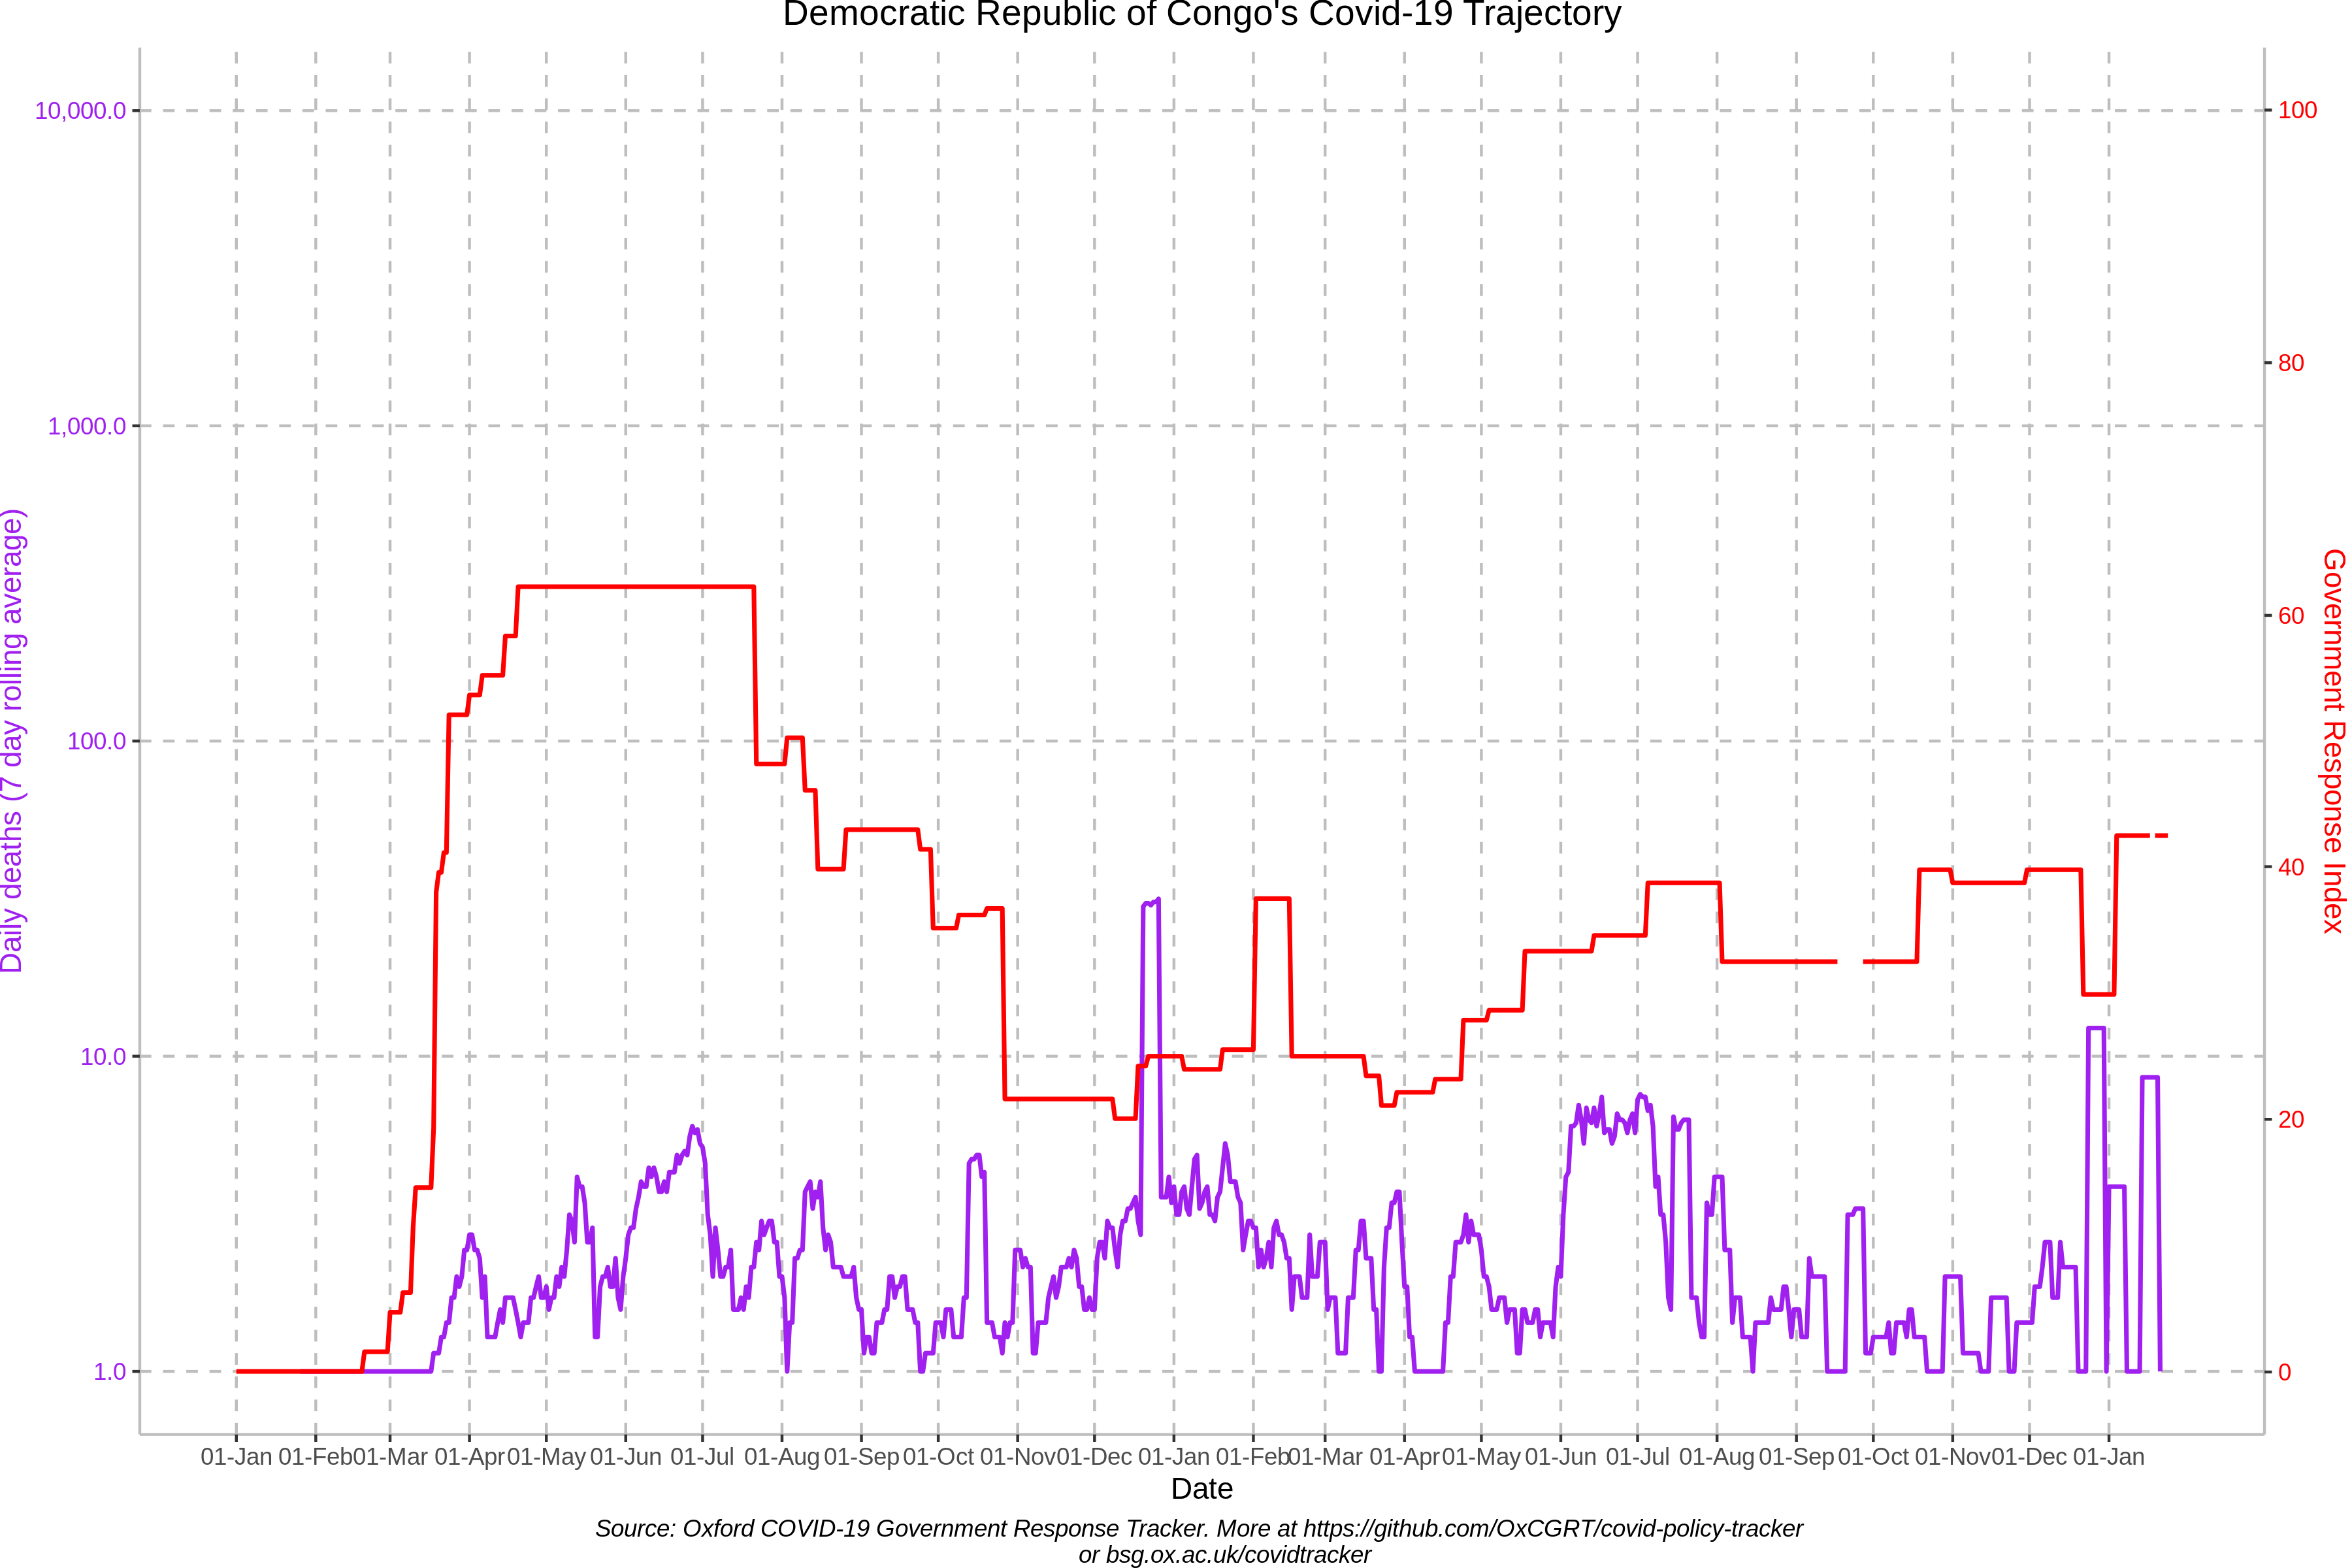 Democratic Republic of Congo's Covid-19 Trajectory
10,000.0
1,000.0
100.0
10.0
1.0
Daily deaths (7 day rolling average)
100
80
60
40
20
0
Government Response Index
01-Jan 01-Feb 01-Mar 01-Apr 01-May 01-Jun 01-Jul 01-Aug 01-Sep 01-Oct 01-Nov 01-Dec 01-Jan 01-Feb 01-Mar 01-Apr 01-May 01-Jun 01-Jul 01-Aug 01-Sep 01-Oct 01-Nov 01-Dec 01-Jan
Date
Source: Oxford COVID-19 Government Response Tracker. More at https://github.com/OxCGRT/covid-policy-tracker
or bsg.ox.ac.uk/covidtracker